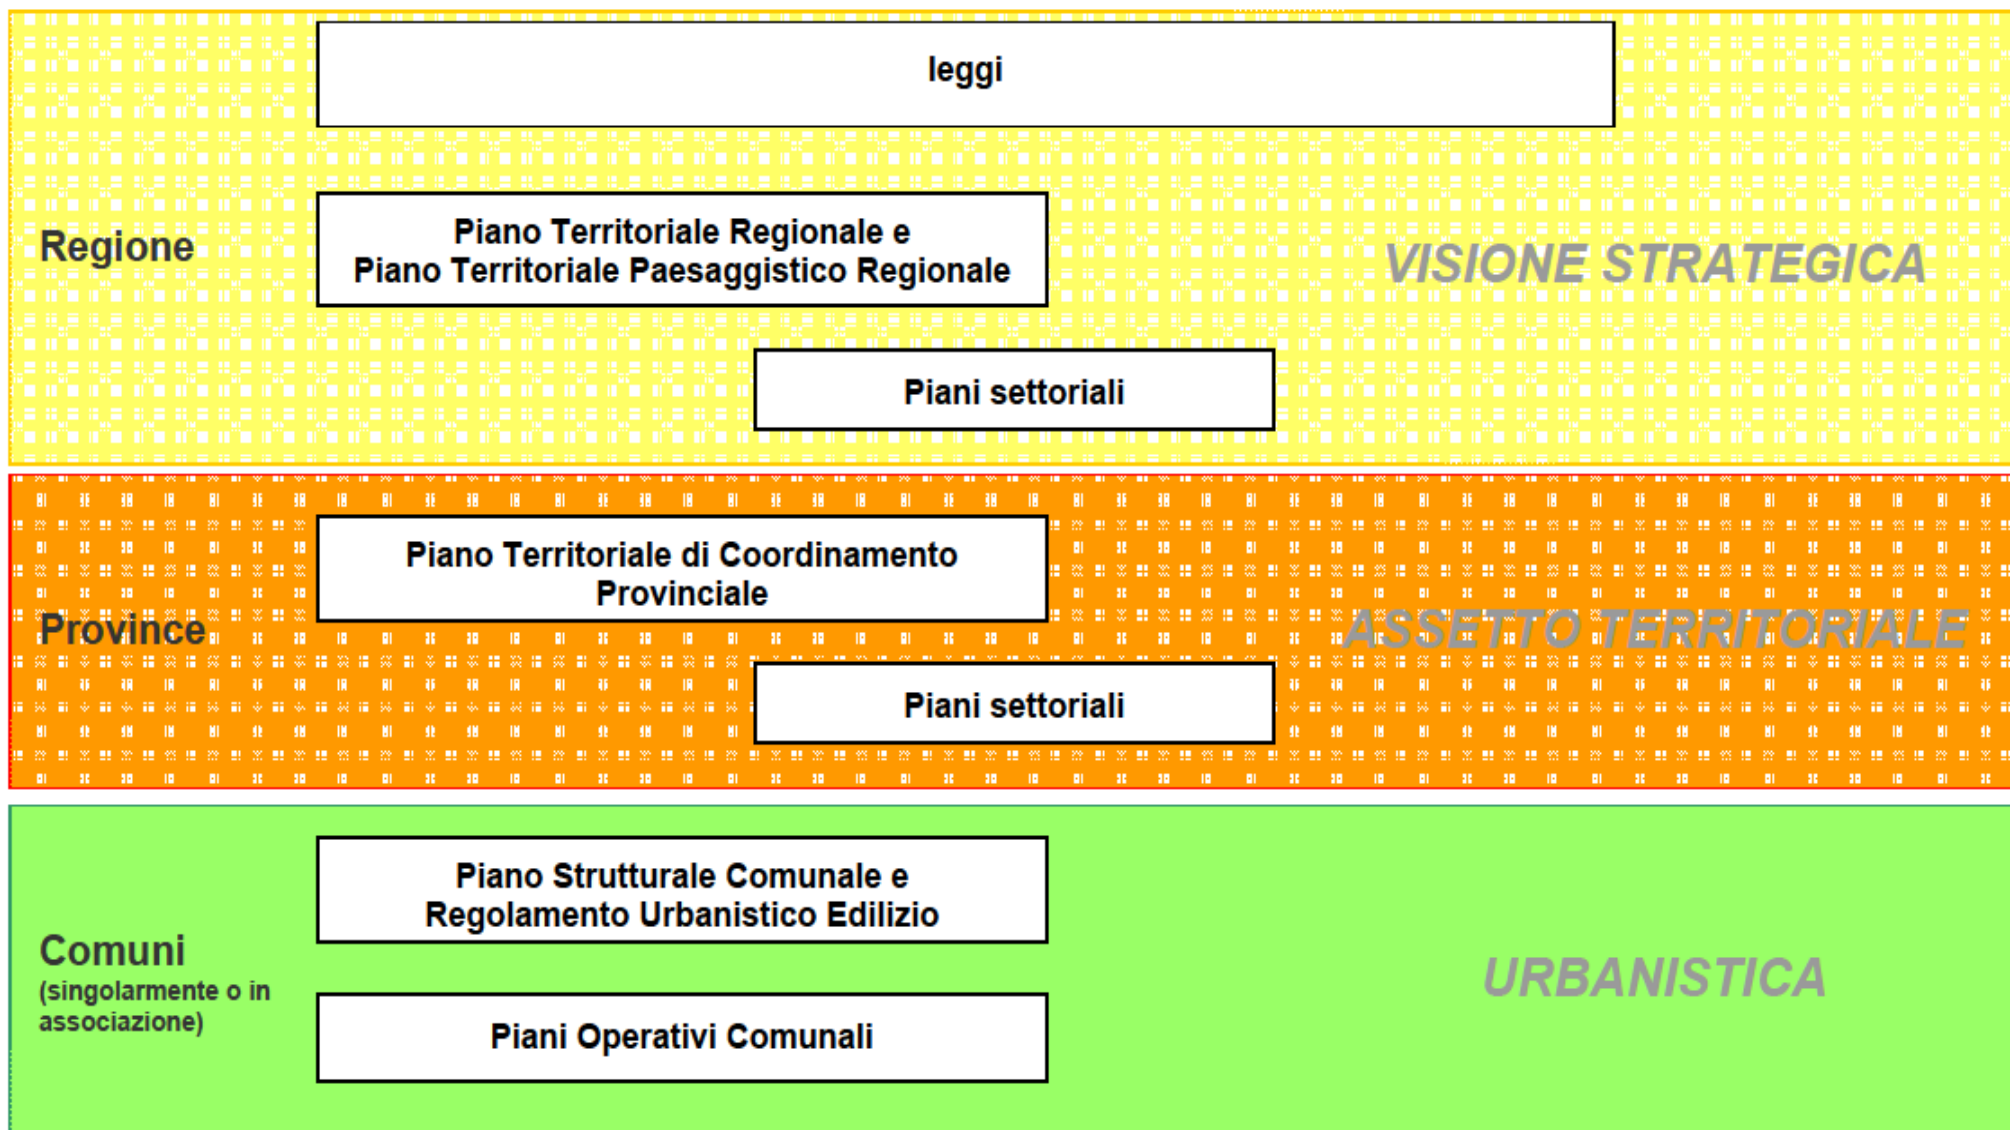 leggi
Regione
Piano Territoriale Regionale e
Piano Territoriale Paesaggistico Regionale
VISIONE STRATEGICA
Piani settoriali
Province
Piano Territoriale di Coordinamento
Provinciale
ASSETTO TERRITORIALE
Piani settoriali
Comuni
(singolarmente o in
associazione)
Piano Strutturale Comunale e
Regolamento Urbanistico Edilizio
URBANISTICA
Piani Operativi Comunali